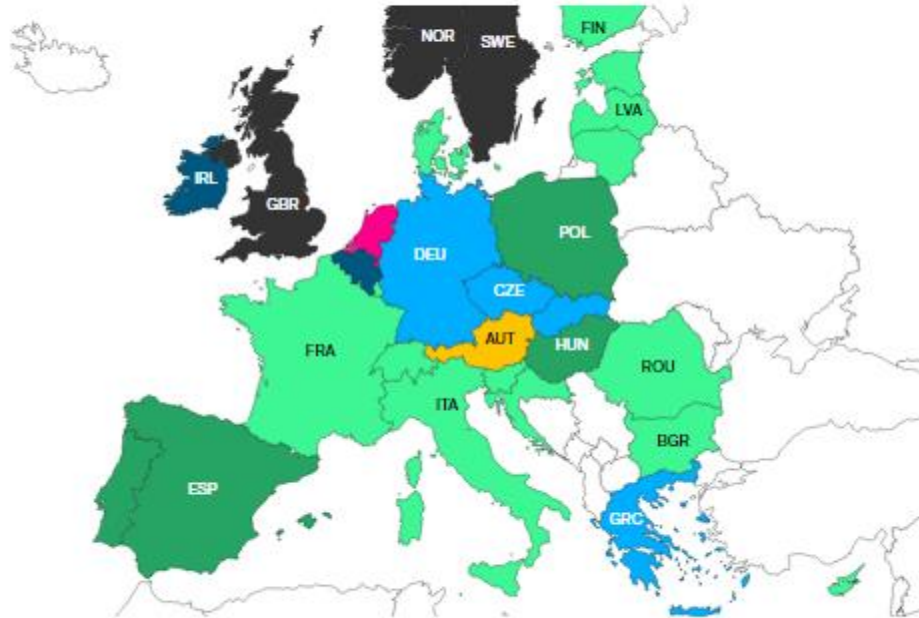 NOR
SWE
FIN
LVA
IRL
GBR
POL
DEU
CZE
AUT
HUN
FRA
ROU
ITA
BGR
ESP
GRC